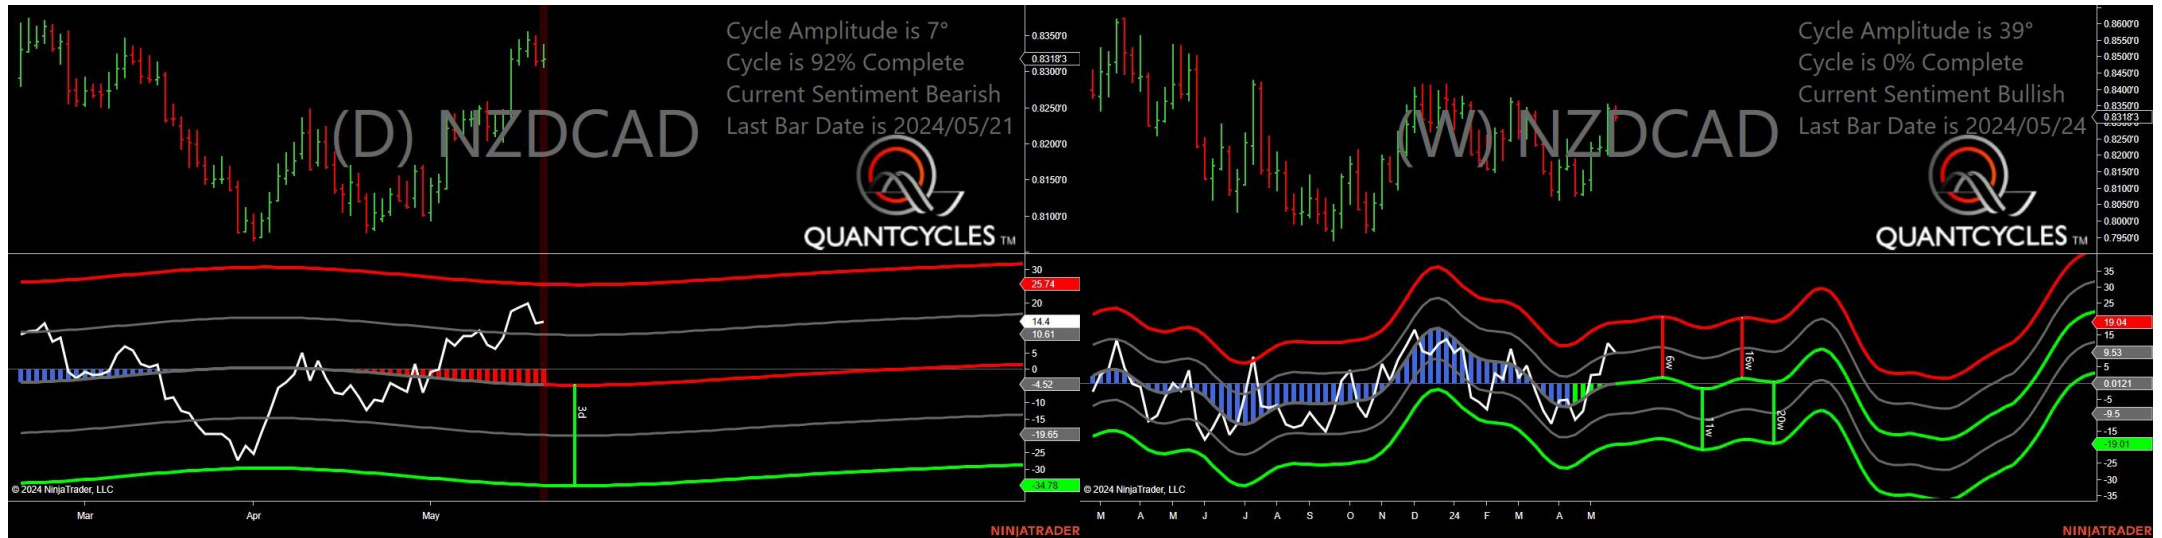 Cycle Amplitude is 7°
Cycle is 92% Complete
Current Sentiment Bearish
Last Bar Date is 2024/05/21
(D) NZDCAD
QUANTCYCLES TM
0.8350'0
0.8318'3
0.8300'0
0.8250'0
0.8200'0
0.8150'0
0.8100'0
30
25.74
20
14.4
10.61
5
0
-4.52
-10
-15
-19.65
-25
-30
-34.78
3d
© 2024 NinjaTrader, LLC
Mar Apr May
NINJATRADER
Cycle Amplitude is 39°
Cycle is 0% Complete
Current Sentiment Bullish
Last Bar Date is 2024/05/24
(W) NZDCAD
QUANTCYCLES TM
0.8600'0
0.8550'0
0.8500'0
0.8450'0
0.8400'0
0.8350'0
0.8318'3
0.8200'0
0.8150'0
0.8100'0
0.8050'0
0.8000'0
0.7950'0
35
30
25
19.04
15
9.53
5
0.0121
-5
-9.5
-19.01
-25
-30
-35
6w
16w
11w
20w
© 2024 NinjaTrader, LLC
M A M J J A S O N D 24 F M A M
NINJATRADER